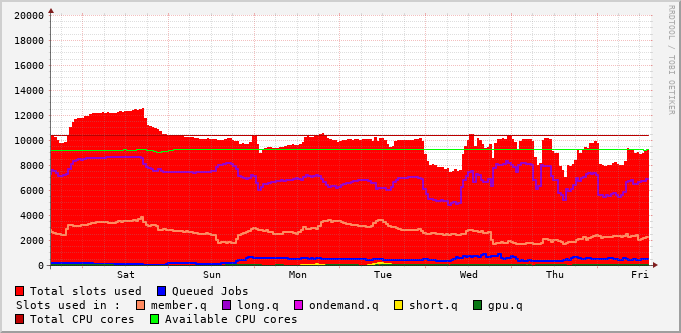 20000
18000
16000
14000
12000
10000
8000
6000
4000
2000
0
Sat Sun Mon Tue Wed Thu Fri
Total slots used Queued Jobs
Slots used in : member.q long.q ondemand.q short.q gpu.q
Total CPU cores Available CPU cores
RRDTOOL / TOBI OETIKER